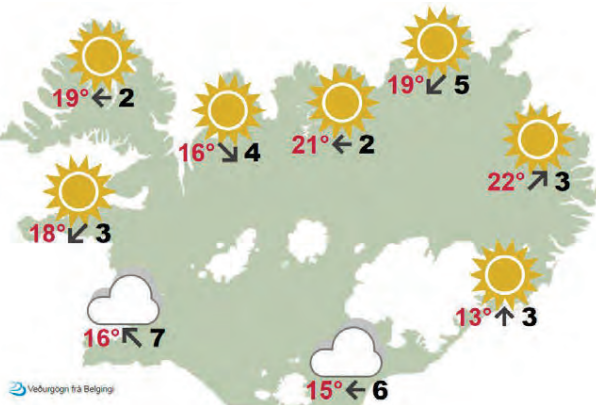 19° ← 2
19° ↙ 5
16° ↘ 4
21° ← 2
22° ↗ 3
18° ↙ 3
13° ↑ 3
16° ↖ 7
15° ← 6
Veðurgögn frá Belgingi